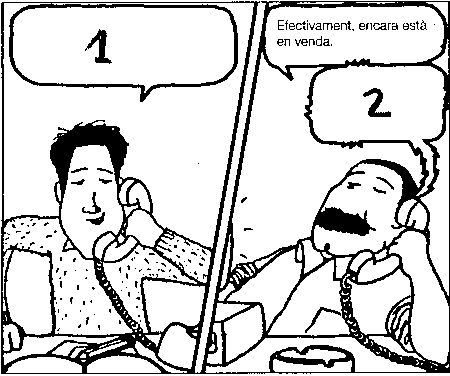 1
Efectivament, encara està
en venda.
2